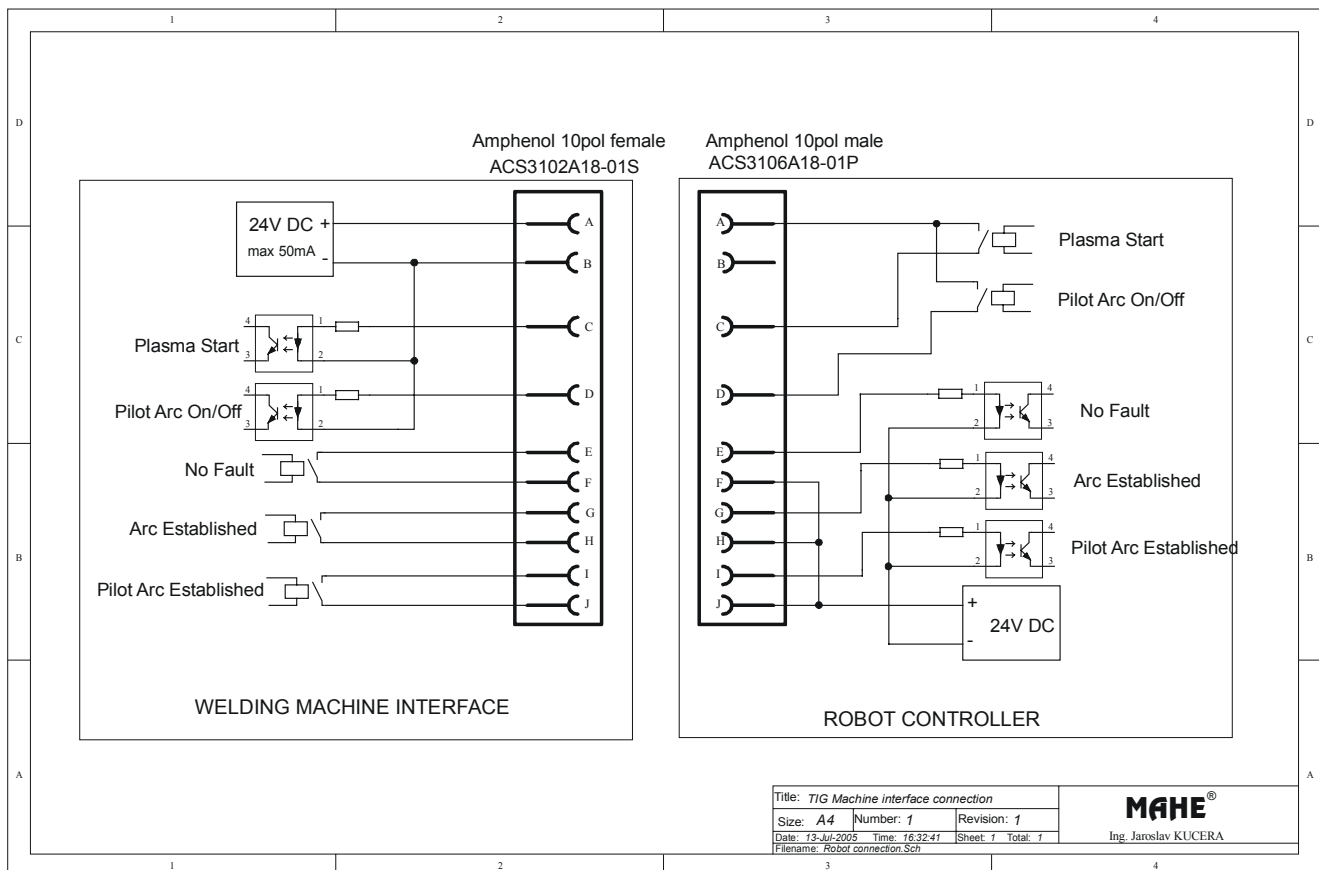 1 2 3 4
D D
Amphenol 10pol female Amphenol 10pol male
ACS3102A18-01S ACS3106A18-01P
24V DC +
max 50mA -
A
B
4 1
Plasma Start
3 2
C
4 1
Pilot Arc On/Off
3 2
D
No Fault
E
F
Arc Established
G
H
Pilot Arc Established
I
J
WELDING MACHINE INTERFACE
A
Plasma Start
B
Pilot Arc On/Off
C
D
1 4
No Fault
2 3
E
F
1 4
Arc Established
2 3
G
H
1 4
Pilot Arc Established
2 3
I
J
+
24V DC
-
ROBOT CONTROLLER
C C
B B
A A
Title: TIG Machine interface connection
Size: A4 Number: 1 Revision: 1
Date: 13-Jul-2005 Time: 16:32:41 Sheet: 1 Total: 1
Filename: Robot connection.Sch
MAHE®
Ing. Jaroslav KUCERA
1 2 3 4